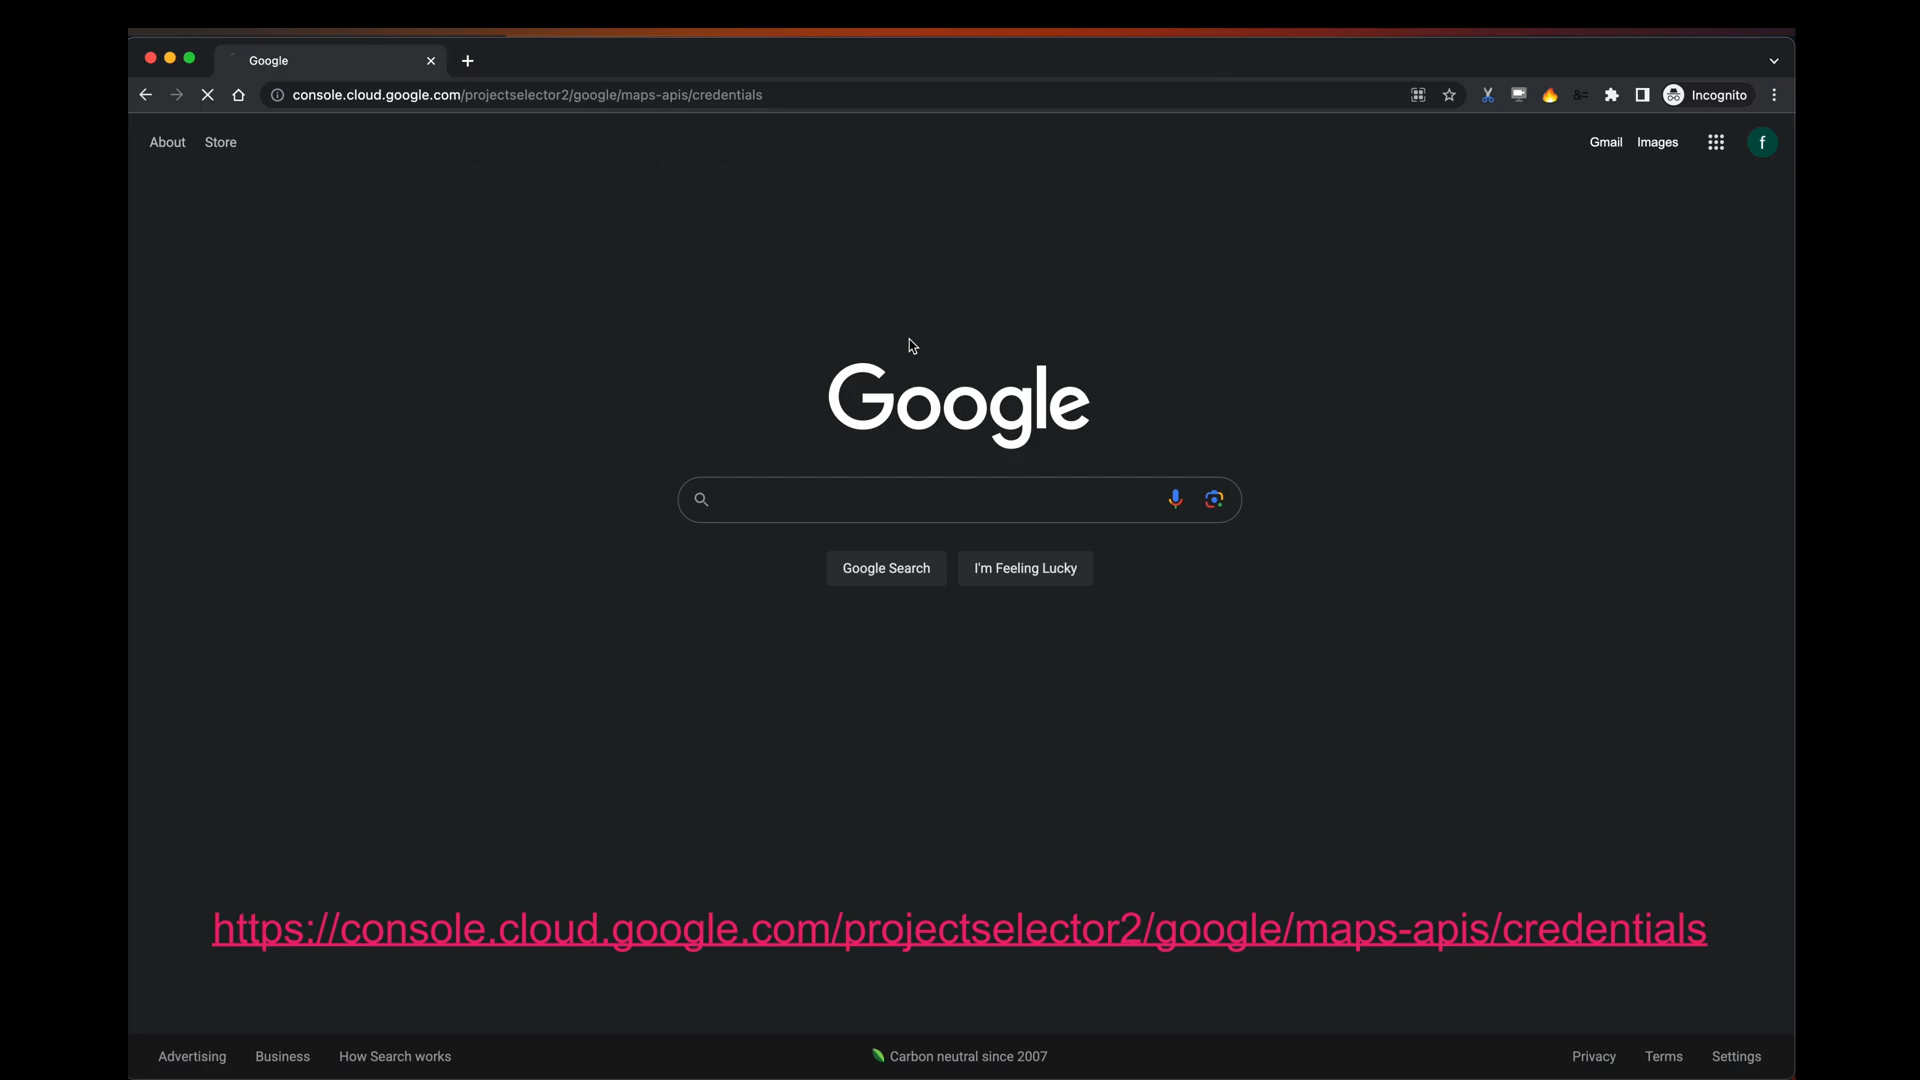 Google
console.cloud.google.com/projectselector2/google/maps-apis/credentials
Incognito
About Store
Gmail Images
f
Google
Google Search I'm Feeling Lucky
https://console.cloud.google.com/projectselector2/google/maps-apis/credentials
Advertising Business How Search works
Carbon neutral since 2007
Privacy Terms Settings